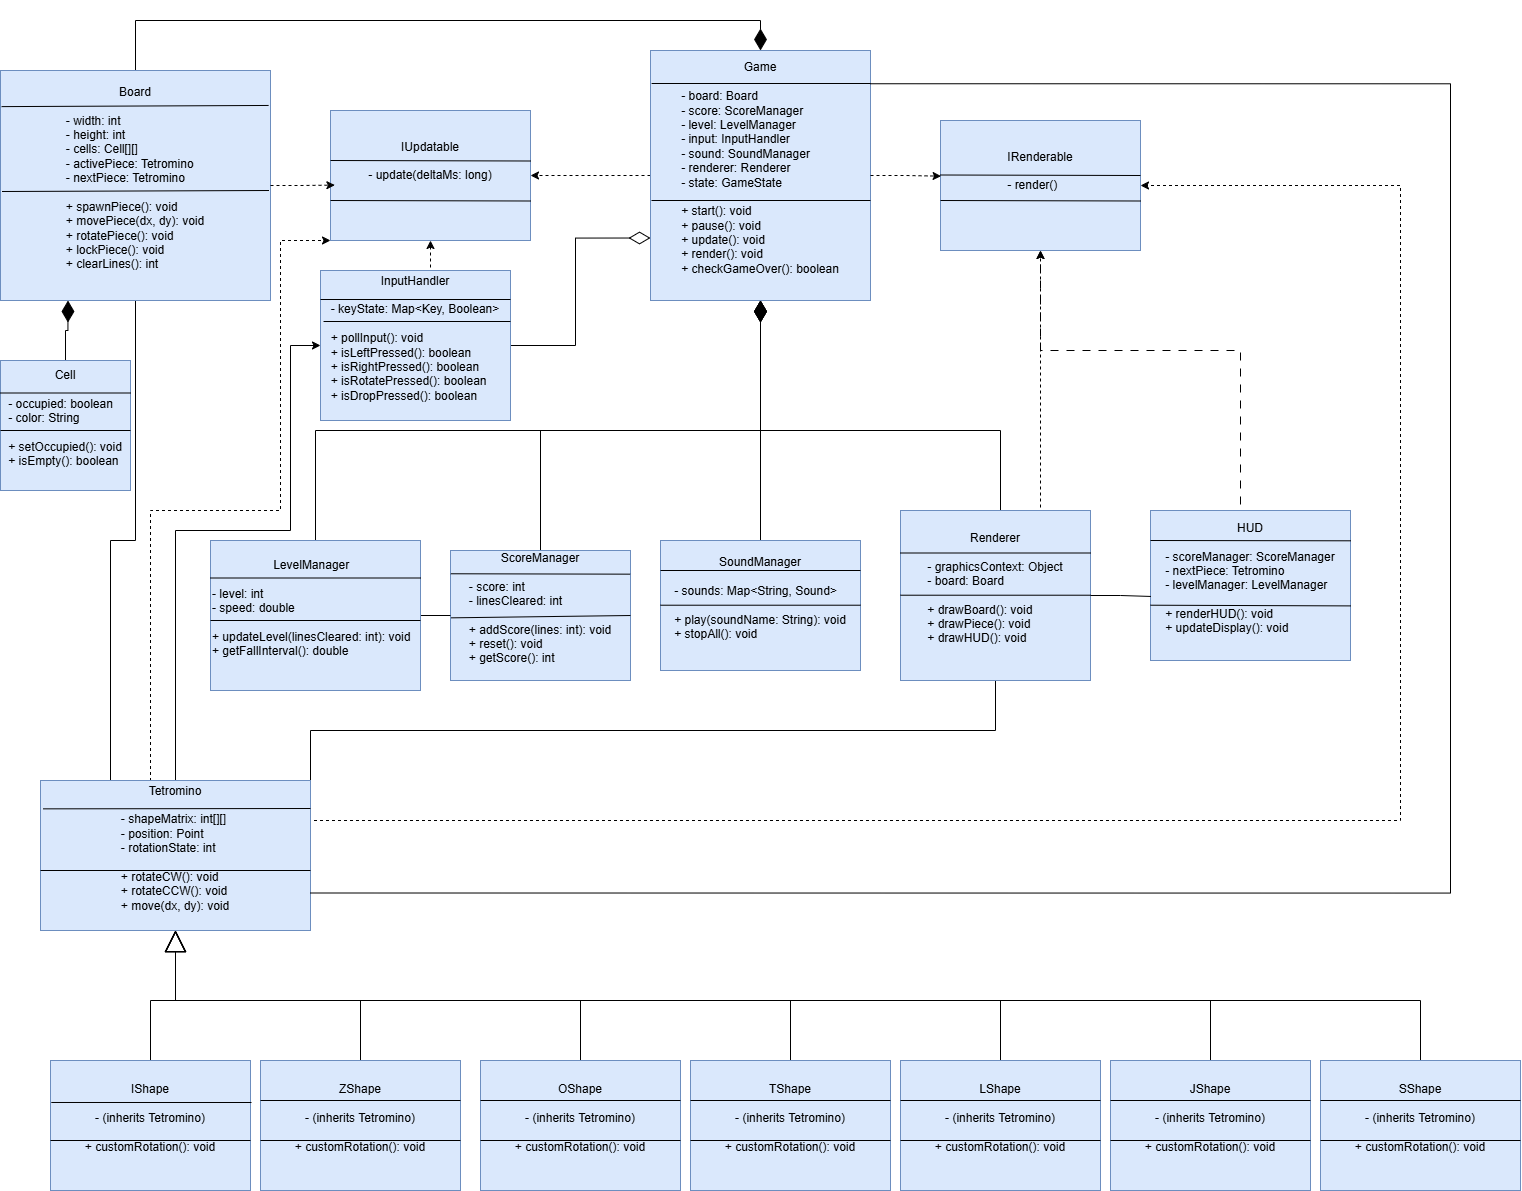 Board
- width: int
- height: int
- cells: Cell[][]
- activePiece: Tetromino
- nextPiece: Tetromino
+ spawnPiece(): void
+ movePiece(dx, dy): void
+ rotatePiece(): void
+ lockPiece(): void
+ clearLines(): int
IUpdatable
- update(deltaMs: long)
Game
- board: Board
- score: ScoreManager
- level: LevelManager
- input: InputHandler
- sound: SoundManager
- renderer: Renderer
- state: GameState
+ start(): void
+ pause(): void
+ update(): void
+ render(): void
+ checkGameOver(): boolean
IRenderable
- render()
InputHandler
- keyState: Map<Key, Boolean>
+ pollInput(): void
+ isLeftPressed(): boolean
+ isRightPressed(): boolean
+ isRotatePressed(): boolean
+ isDropPressed(): boolean
Cell
- occupied: boolean
- color: String
+ setOccupied(): void
+ isEmpty(): boolean
LevelManager
- level: int
- speed: double
+ updateLevel(linesCleared: int): void
+ getFallInterval(): double
ScoreManager
- score: int
- linesCleared: int
+ addScore(lines: int): void
+ reset(): void
+ getScore(): int
SoundManager
- sounds: Map<String, Sound>
+ play(soundName: String): void
+ stopAll(): void
Renderer
- graphicsContext: Object
- board: Board
+ drawBoard(): void
+ drawPiece(): void
+ drawHUD(): void
HUD
- scoreManager: ScoreManager
- nextPiece: Tetromino
- levelManager: LevelManager
+ renderHUD(): void
+ updateDisplay(): void
Tetromino
- shapeMatrix: int[][]
- position: Point
- rotationState: int
+ rotateCW(): void
+ rotateCCW(): void
+ move(dx, dy): void
IShape
- (inherits Tetromino)
+ customRotation(): void
ZShape
- (inherits Tetromino)
+ customRotation(): void
OShape
- (inherits Tetromino)
+ customRotation(): void
TShape
- (inherits Tetromino)
+ customRotation(): void
LShape
- (inherits Tetromino)
+ customRotation(): void
JShape
- (inherits Tetromino)
+ customRotation(): void
SShape
- (inherits Tetromino)
+ customRotation(): void